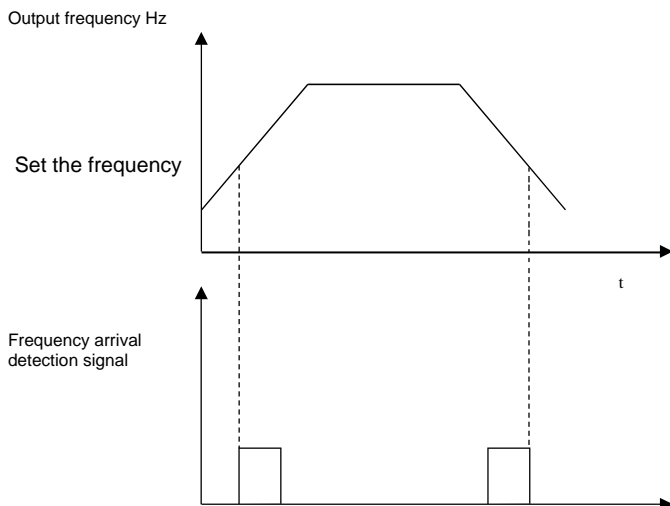 Output frequency Hz
Set the frequency
t
Frequency arrival
detection signal